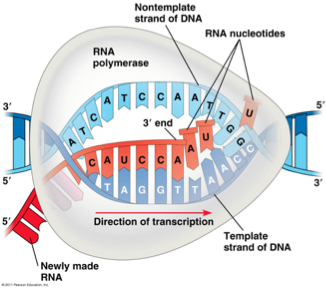 Nontemplate
strand of DNA
RNA nucleotides
RNA
polymerase
A T C A T C C A A T T G G
U
3' end
3'
5'
C A U C C A A U
T A G G T T A A C C
5'
3'
5'
Direction of transcription
Template
strand of DNA
Newly made
RNA
©2011 Pearson Education, Inc.